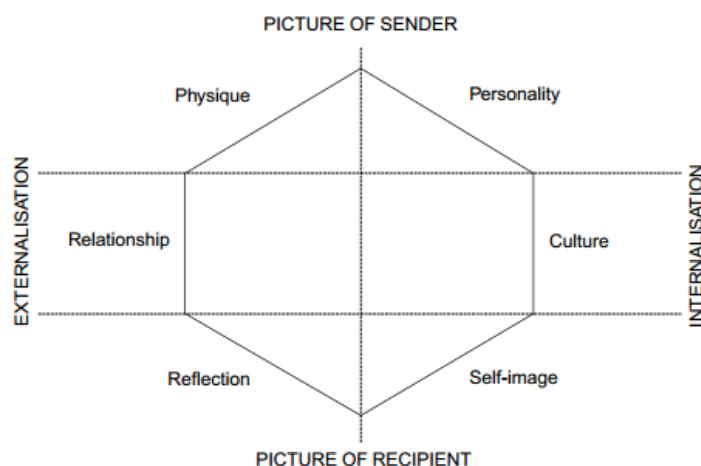 PICTURE OF SENDER
Physique
Personality
EXTERNALISATION
INTERNALISATION
Relationship
Culture
Reflection
Self-image
PICTURE OF RECIPIENT